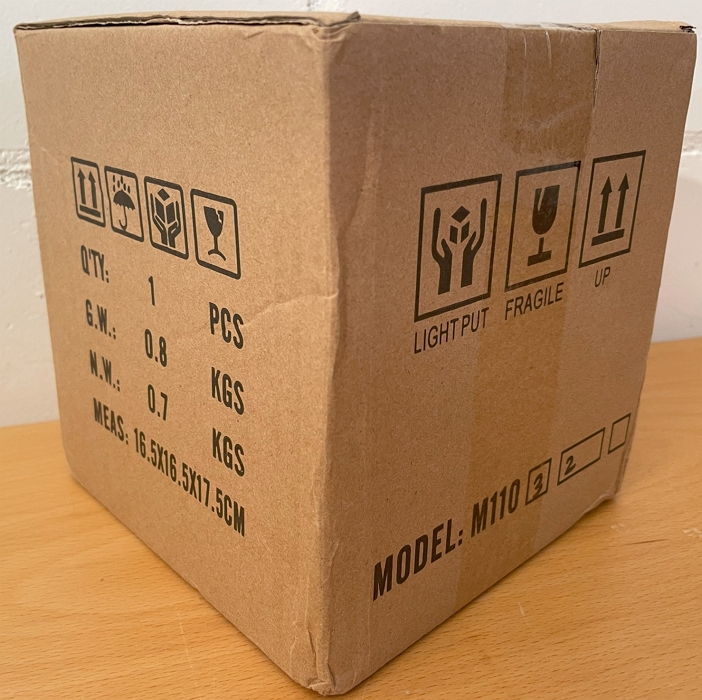 Q'TY: 1 PCS
G.W.: 0.8 KGS
N.W.: 0.7 KGS
MEAS: 16.5X16.5X17.5CM
LIGHT PUT FRAGILE UP
MODEL: M110 3 2